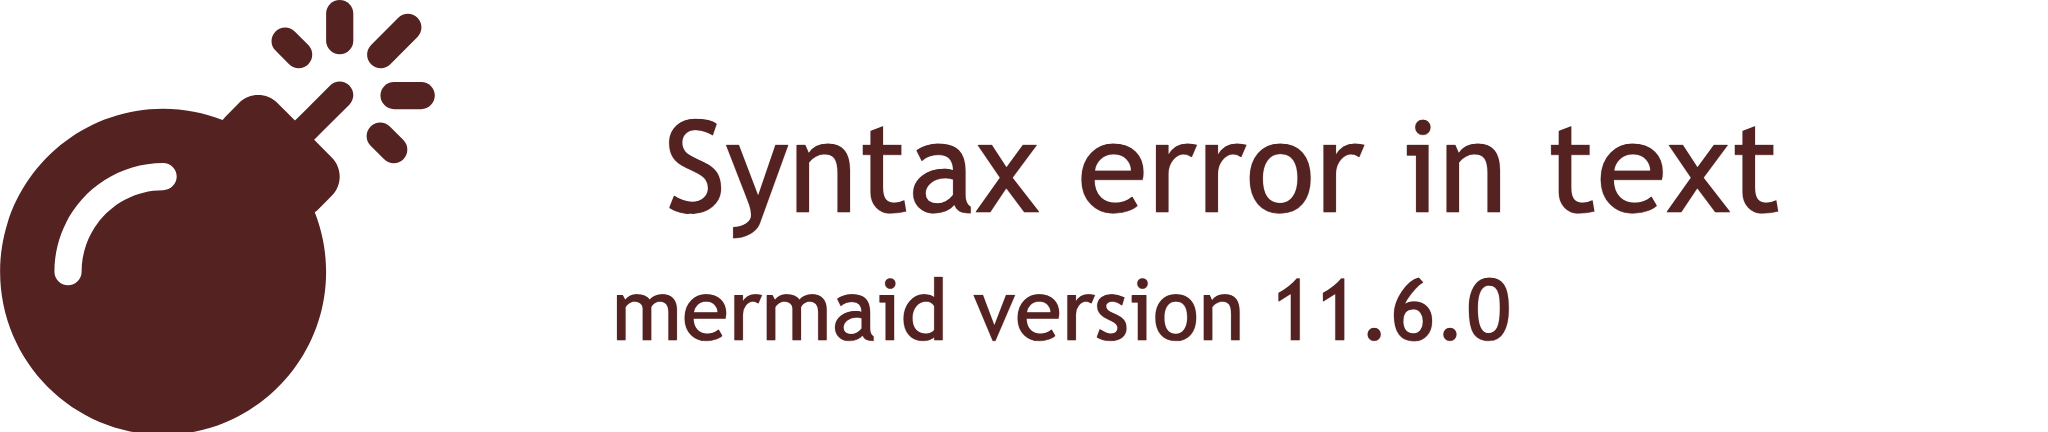 Syntax error in text
mermaid version 11.6.0